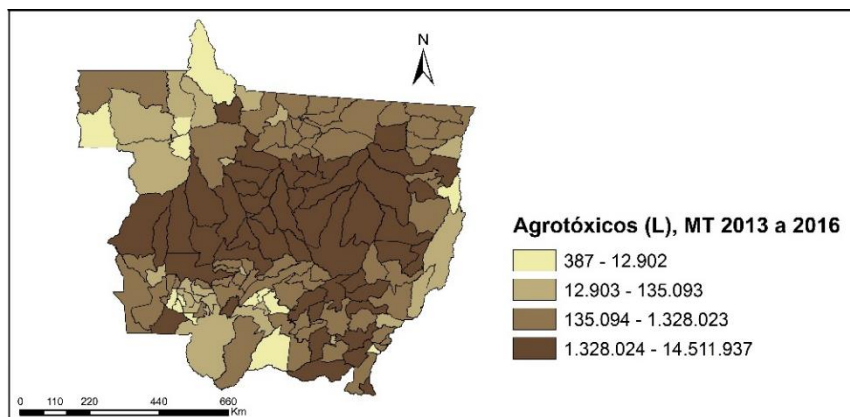 N
Agrotóxicos (L), MT 2013 a 2016
387 - 12.902
12.903 - 135.093
135.094 - 1.328.023
1.328.024 - 14.511.937
0 110 220 440 660
Km